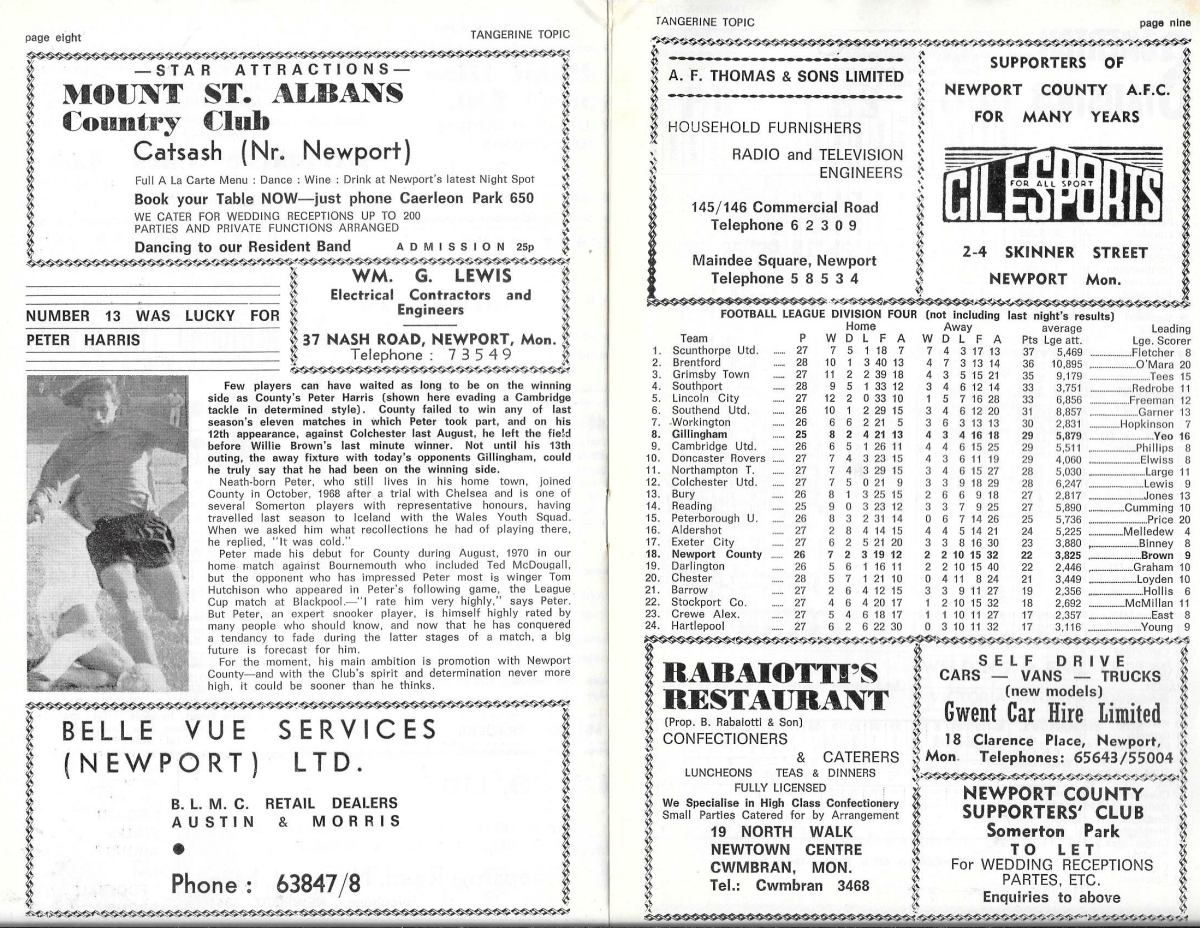 page eight
TANGERINE TOPIC
—STAR ATTRACTIONS—
MOUNT ST. ALBANS
Country Club
Catsash (Nr. Newport)
Full A La Carte Menu : Dance : Wine : Drink at Newport's latest Night Spot
Book your Table NOW—just phone Caerleon Park 650
WE CATER FOR WEDDING RECEPTIONS UP TO 200
PARTIES AND PRIVATE FUNCTIONS ARRANGED
Dancing to our Resident Band ADMISSION 25p
NUMBER 13 WAS LUCKY FOR
PETER HARRIS
WM. G. LEWIS
Electrical Contractors and
Engineers
37 NASH ROAD, NEWPORT, Mon.
Telephone : 73549
Few players can have waited as long to be on the winning
side as County's Peter Harris (shown here evading a Cambridge
tackle in determined style). County failed to win any of last
season's eleven matches in which Peter took part, and on his
12th appearance, against Colchester last August, he left the field
before Willie Brown's last minute winner. Not until his 13th
outing, the away fixture with today's opponents Gillingham, could
he truly say that he had been on the winning side.
Neath-born Peter, who still lives in his home town, joined
County in October, 1968 after a trial with Chelsea and is one of
several Somerton players with representative honours, having
travelled last season to Iceland with the Wales Youth Squad.
When we asked him what recollections he had of playing there,
he replied, "It was cold."
Peter made his debut for County during August, 1970 in our
home match against Bournemouth who included Ted McDougall,
but the opponent who has impressed Peter most is winger Tom
Hutchison who appeared in Peter's following game, the League
Cup match at Blackpool.—"I rate him very highly," says Peter.
But Peter, an expert snooker player, is himself highly rated by
many people who should know, and now that he has conquered
a tendency to fade during the latter stages of a match, a big
future is forecast for him.
For the moment, his main ambition is promotion with Newport
County—and with the Club's spirit and determination never more
high, it could be sooner than he thinks.
BELLE VUE SERVICES
(NEWPORT) LTD.
B.L.M.C. RETAIL DEALERS
AUSTIN & MORRIS
Phone : 63847/8
TANGERINE TOPIC
page nine
A. F. THOMAS & SONS LIMITED
HOUSEHOLD FURNISHERS
RADIO and TELEVISION
ENGINEERS
145/146 Commercial Road
Telephone 62309
Maindee Square, Newport
Telephone 58534
SUPPORTERS OF
NEWPORT COUNTY A.F.C.
FOR MANY YEARS
GILESPORTS
FOR ALL SPORT
2-4 SKINNER STREET
NEWPORT Mon.
FOOTBALL LEAGUE DIVISION FOUR (not including last night's results)
Home Away average Leading
Team P W D L F A W D L F A Pts Lge att. Lge. Scorer
1. Scunthorpe Utd. ..... 27 7 5 1 18 7 7 4 3 17 13 37 5,469 Fletcher 8
2. Brentford ..... 28 10 1 3 40 13 4 7 3 13 14 36 10,895 O'Mara 20
3. Grimsby Town ..... 27 11 2 2 39 18 4 3 5 15 21 35 9,179 Tees 15
4. Southport ..... 28 9 5 1 33 12 3 4 6 12 14 33 3,751 Redrobe 11
5. Lincoln City ..... 27 12 2 0 33 10 1 5 7 16 28 33 6,856 Freeman 12
6. Southend Utd. ..... 26 10 1 2 29 15 3 4 6 12 20 31 8,857 Garner 13
7. Workington ..... 26 6 6 2 21 5 3 6 3 13 13 30 2,831 Hopkinson 7
8. Gillingham ..... 25 8 2 4 21 13 4 3 4 16 18 29 5,879 Yeo 16
9. Cambridge Utd. ..... 26 6 5 1 26 11 4 4 6 15 25 29 5,511 Phillips 8
10. Doncaster Rovers ..... 27 7 4 3 23 15 4 3 6 11 19 29 4,060 Elwiss 8
11. Northampton T. ..... 27 7 4 3 29 15 3 4 6 15 27 28 5,030 Large 11
12. Colchester Utd. ..... 27 7 5 0 21 9 3 3 9 18 29 28 6,247 Lewis 9
13. Bury ..... 26 8 1 3 25 15 2 6 6 9 18 27 2,817 Jones 13
14. Reading ..... 25 9 0 3 23 12 3 3 7 9 25 27 5,890 Cumming 10
15. Peterborough U. ..... 26 8 3 2 31 14 0 6 7 14 26 25 5,736 Price 20
16. Aldershot ..... 27 2 8 4 14 15 4 4 5 14 21 24 5,225 Melledew 4
17. Exeter City ..... 27 6 2 5 21 20 3 3 8 16 30 23 3,880 Binney 8
18. Newport County ..... 26 7 2 3 19 12 2 2 10 15 32 22 3,825 Brown 9
19. Darlington ..... 26 5 6 1 16 11 2 2 10 15 40 22 2,446 Graham 10
20. Chester ..... 28 5 7 1 21 10 0 4 11 8 24 21 3,449 Loyden 10
21. Barrow ..... 27 2 6 4 12 15 3 3 9 11 27 19 2,356 Hollis 6
22. Stockport Co. ..... 27 4 6 4 20 17 1 2 10 15 32 18 2,692 McMillan 11
23. Crewe Alex. ..... 27 5 4 6 18 17 1 1 10 11 27 17 2,357 East 8
24. Hartlepool ..... 27 6 2 6 22 30 0 3 10 11 32 17 3,116 Young 9
RABAIOTTI'S
RESTAURANT
(Prop. B. Rabaiotti & Son)
CONFECTIONERS
& CATERERS
LUNCHEONS TEAS & DINNERS
FULLY LICENSED
We Specialise in High Class Confectionery
Small Parties Catered for by Arrangement
19 NORTH WALK
NEWTOWN CENTRE
CWMBRAN, MON.
Tel.: Cwmbran 3468
SELF DRIVE
CARS — VANS — TRUCKS
(new models)
Gwent Car Hire Limited
18 Clarence Place, Newport,
Mon. Telephones: 65643/55004
NEWPORT COUNTY
SUPPORTERS' CLUB
Somerton Park
TO LET
For WEDDING RECEPTIONS
PARTES, ETC.
Enquiries to above